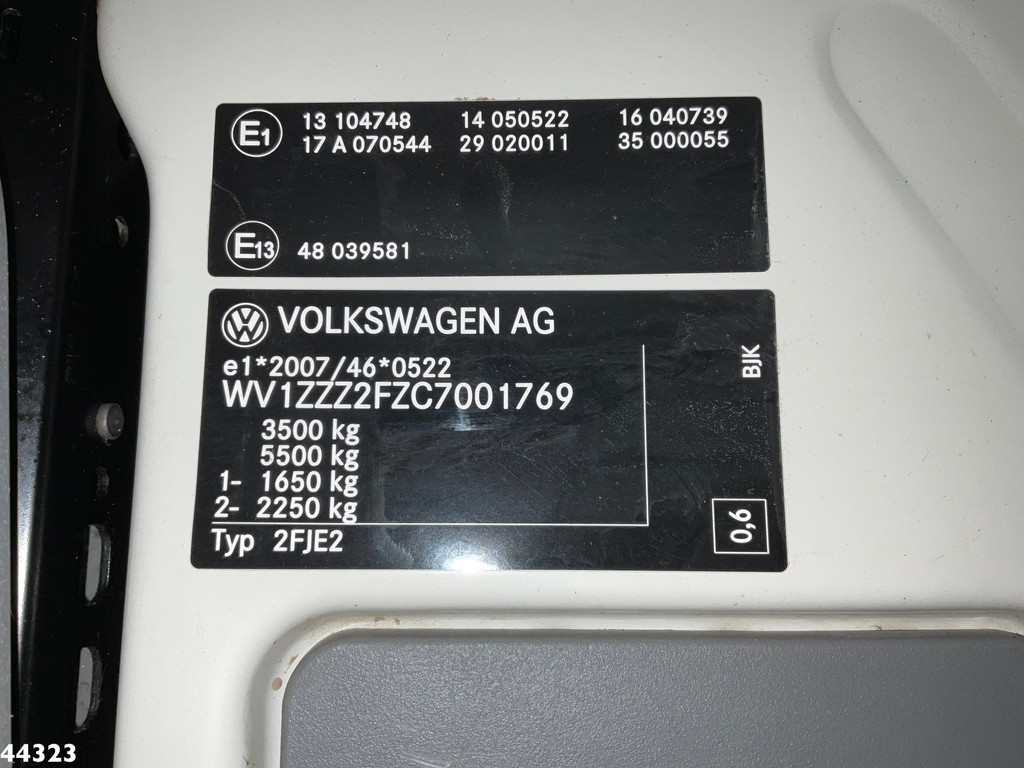 E1 13 104748 14 050522 16 040739
17 A 070544 29 020011 35 000055
E13 48 039581
VOLKSWAGEN AG
e1*2007/46*0522
BJK
WV1ZZZ2FZC7001769
3500 kg
5500 kg
1- 1650 kg
2- 2250 kg
Typ 2FJE2
0,6
44323